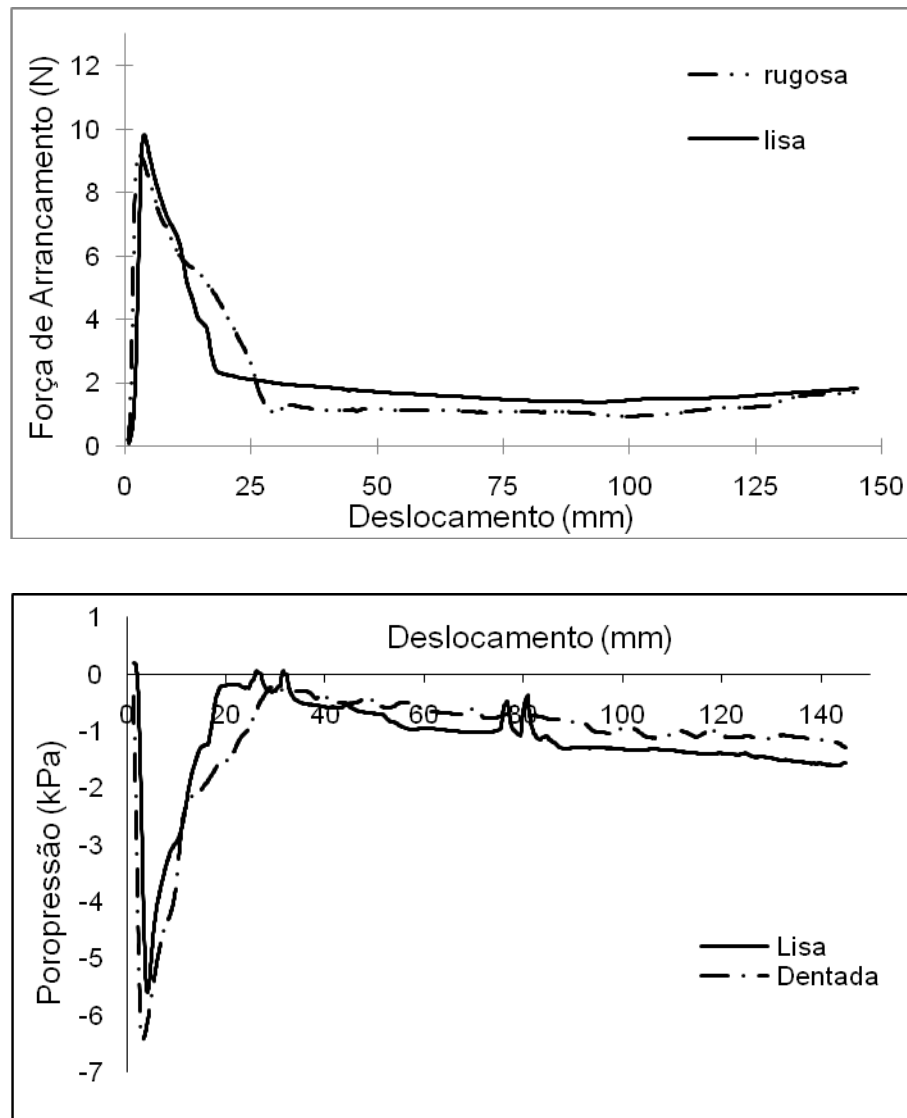 12
10
8
6
4
2
0
Força de Arrancamento (N)
rugosa
lisa
0 25 50 75 100 125 150
Deslocamento (mm)
1
0
-1
-2
-3
-4
-5
-6
-7
Poropressão (kPa)
Deslocamento (mm)
0 20 40 60 80 100 120 140
Lisa
Dentada